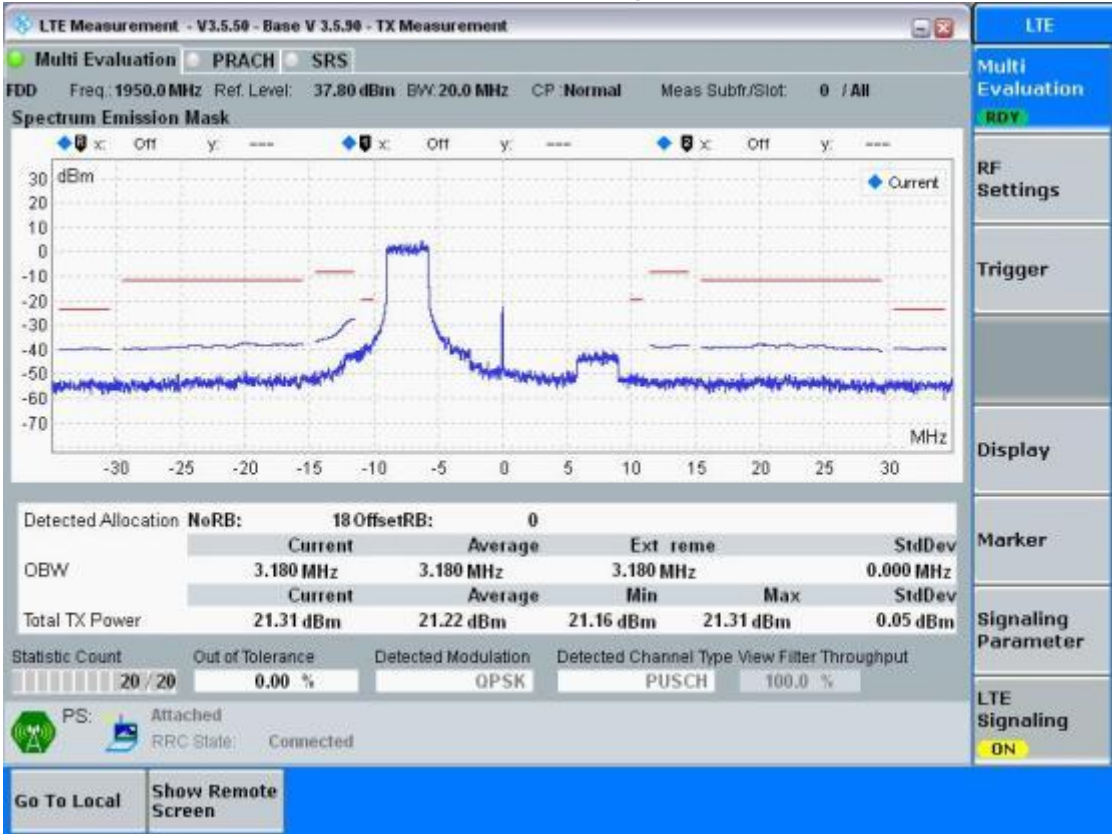 LTE Measurement - V3.5.50 - Base V 3.5.90 - TX Measurement
LTE
Multi Evaluation PRACH SRS
Multi
Evaluation
RDY
FDD Freq.: 1950.0 MHz Ref. Level: 37.80 dBm BW: 20.0 MHz CP :Normal Meas Subfr./Slot: 0 / All
Spectrum Emission Mask
x: Off y: --- x: Off y: --- x: Off y: ---
dBm
Current
30
20
10
0
-10
-20
-30
-40
-50
-60
-70
MHz
-30 -25 -20 -15 -10 -5 0 5 10 15 20 25 30
RF
Settings
Trigger
Display
Marker
Signaling
Parameter
LTE
Signaling
ON
Detected Allocation NoRB: 18 OffsetRB: 0
Current Average Ext reme StdDev
OBW 3.180 MHz 3.180 MHz 3.180 MHz 0.000 MHz
Current Average Min Max StdDev
Total TX Power 21.31 dBm 21.22 dBm 21.16 dBm 21.31 dBm 0.05 dBm
Statistic Count Out of Tolerance Detected Modulation Detected Channel Type View Filter Throughput
20 / 20 0.00 % QPSK PUSCH 100.0 %
PS: Attached
RRC State: Connected
Go To Local
Show Remote
Screen